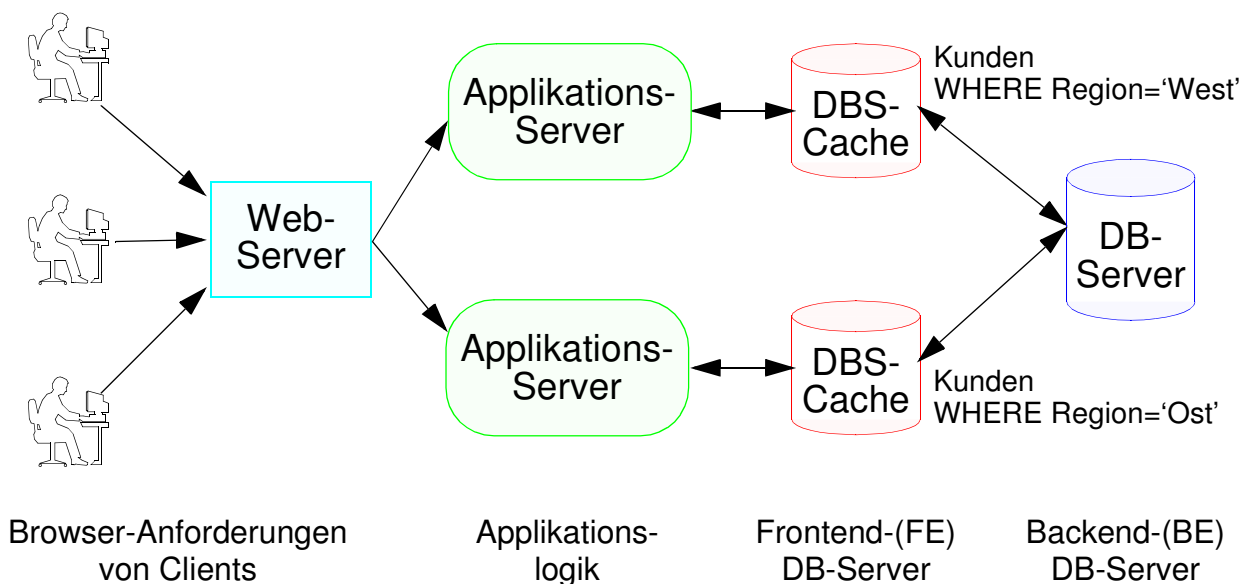 Kunden
WHERE Region=‘West’
Applikations-
Server
DBS-
Cache
Web-
Server
DB-
Server
Applikations-
Server
DBS-
Cache
Kunden
WHERE Region=‘Ost’
Browser-Anforderungen
von Clients
Applikations-
logik
Frontend-(FE)
DB-Server
Backend-(BE)
DB-Server